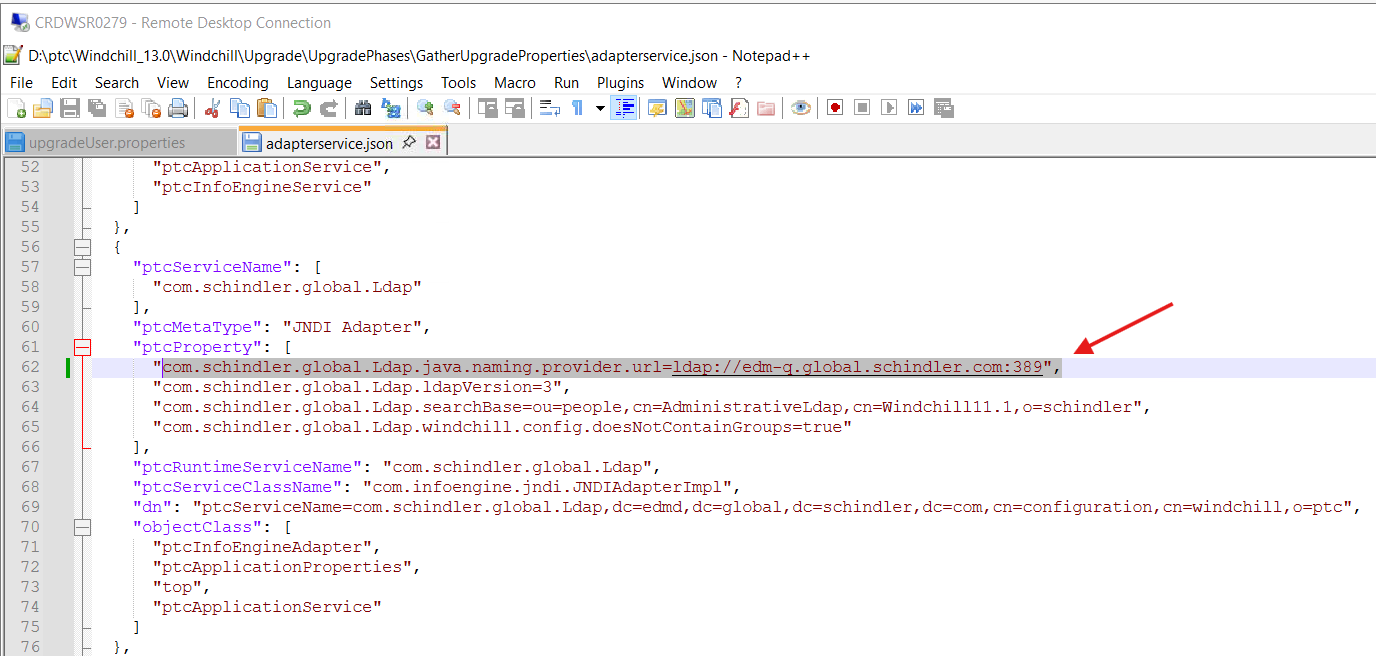 CRDWSR0279 - Remote Desktop Connection
D:\ptc\Windchill_13.0\Windchill\Upgrade\UpgradePhases\GatherUpgradeProperties\adapterservice.json - Notepad++
File Edit Search View Encoding Language Settings Tools Macro Run Plugins Window ?
upgradeUser.properties adapterservice.json
52 "ptcApplicationService",
53 "ptcInfoEngineService"
54 ]
55 },
56 {
57 "ptcServiceName": [
58 "com.schindler.global.Ldap"
59 ],
60 "ptcMetaType": "JNDI Adapter",
61 "ptcProperty": [
62 "com.schindler.global.Ldap.java.naming.provider.url=ldap://edm-q.global.schindler.com:389",
63 "com.schindler.global.Ldap.ldapVersion=3",
64 "com.schindler.global.Ldap.searchBase=ou=people,cn=AdministrativeLdap,cn=Windchill11.1,o=schindler",
65 "com.schindler.global.Ldap.windchill.config.doesNotContainGroups=true"
66 ],
67 "ptcRuntimeServiceName": "com.schindler.global.Ldap",
68 "ptcServiceClassName": "com.infoengine.jndi.JNDIAdapterImpl",
69 "dn": "ptcServiceName=com.schindler.global.Ldap,dc=edmd,dc=global,dc=schindler,dc=com,cn=configuration,cn=windchill,o=ptc",
70 "objectClass": [
71 "ptcInfoEngineAdapter",
72 "ptcApplicationProperties",
73 "top",
74 "ptcApplicationService"
75 ]
76 },